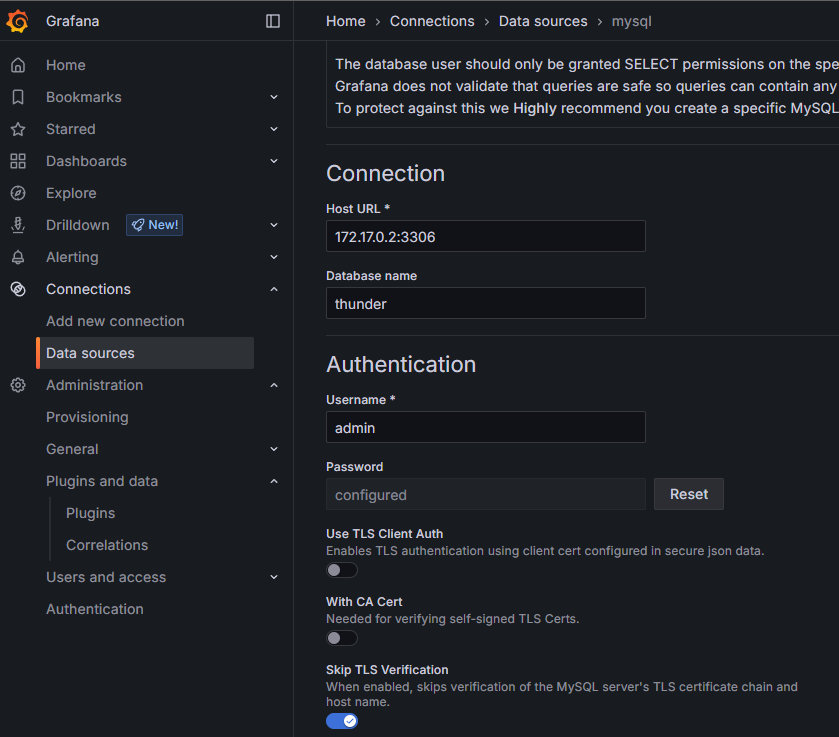 Grafana
Home › Connections › Data sources › mysql
Home
Bookmarks
Starred
Dashboards
Explore
Drilldown New!
Alerting
Connections
Add new connection
Data sources
Administration
Provisioning
General
Plugins and data
Plugins
Correlations
Users and access
Authentication
The database user should only be granted SELECT permissions on the spe
Grafana does not validate that queries are safe so queries can contain any
To protect against this we Highly recommend you create a specific MySQL
Connection
Host URL *
172.17.0.2:3306
Database name
thunder
Authentication
Username *
admin
Password
configured Reset
Use TLS Client Auth
Enables TLS authentication using client cert configured in secure json data.
With CA Cert
Needed for verifying self-signed TLS Certs.
Skip TLS Verification
When enabled, skips verification of the MySQL server's TLS certificate chain and
host name.